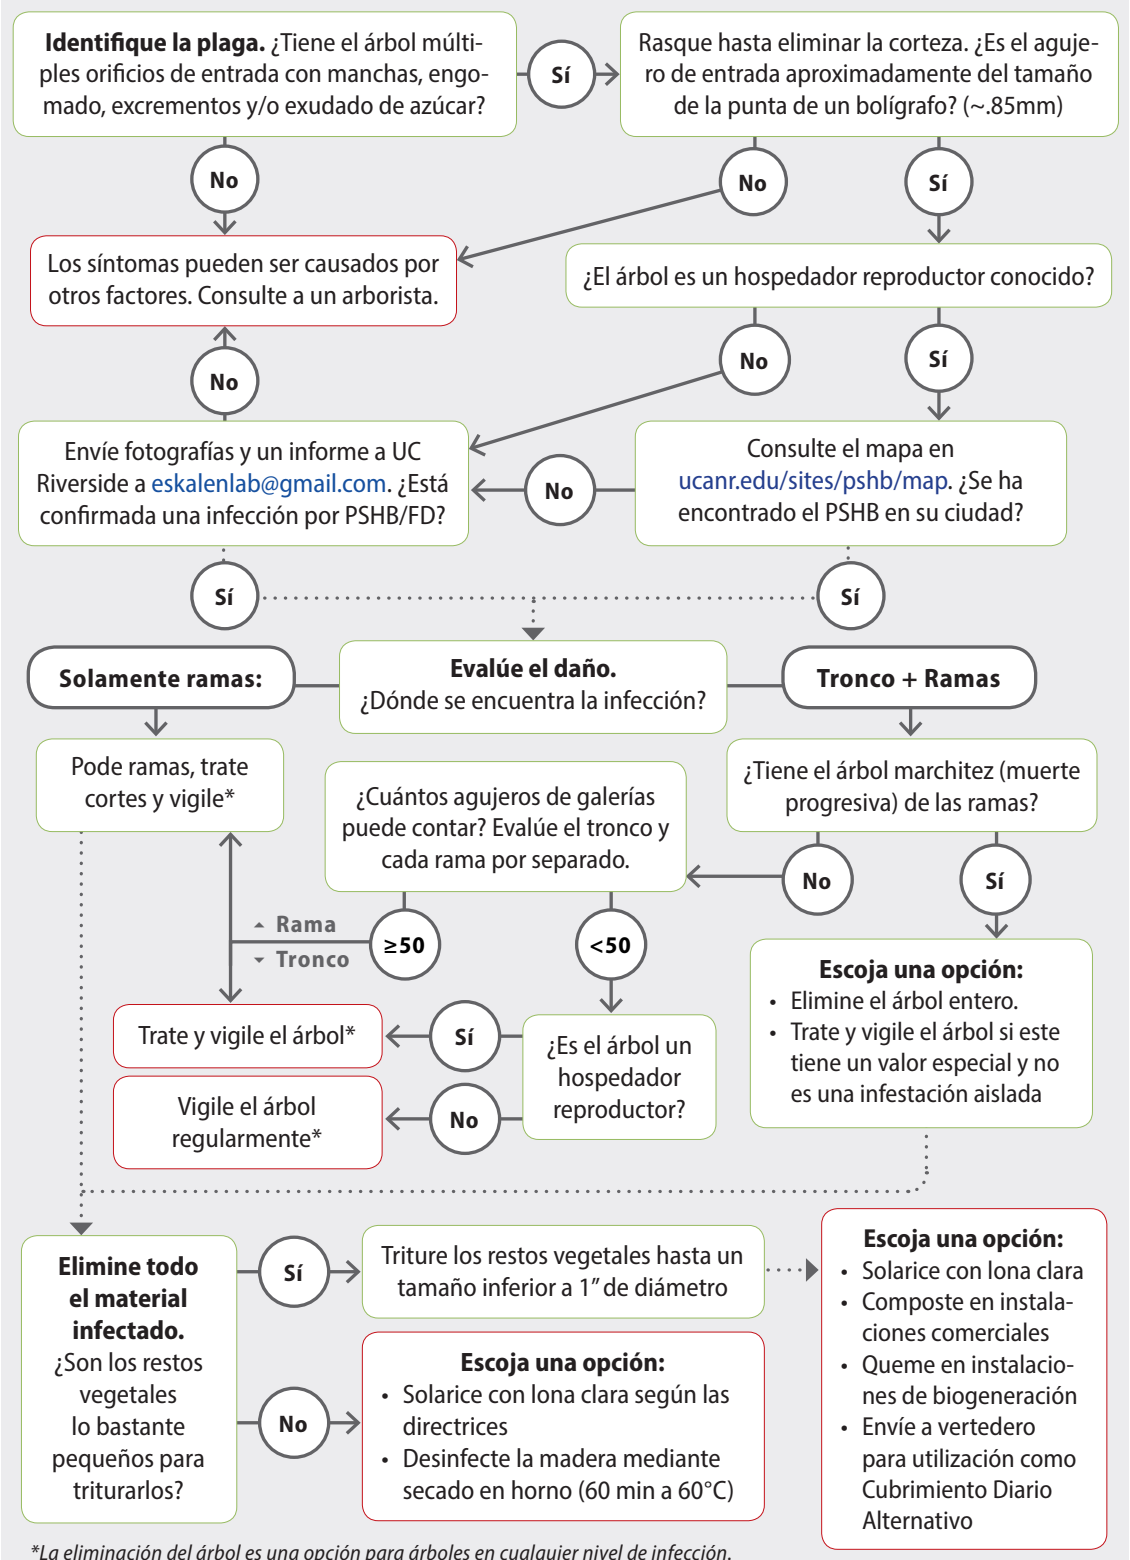 Identifique la plaga. ¿Tiene el árbol múlti-
ples orificios de entrada con manchas, engo-
mado, excrementos y/o exudado de azúcar?
Sí
Rasque hasta eliminar la corteza. ¿Es el aguje-
ro de entrada aproximadamente del tamaño
de la punta de un bolígrafo? (~.85mm)
No
No
Sí
Los síntomas pueden ser causados por
otros factores. Consulte a un arborista.
¿El árbol es un hospedador reproductor conocido?
No
No
Sí
Envíe fotografías y un informe a UC
Riverside a eskalenlab@gmail.com. ¿Está
confirmada una infección por PSHB/FD?
No
Consulte el mapa en
ucanr.edu/sites/pshb/map. ¿Se ha
encontrado el PSHB en su ciudad?
Sí
Sí
Solamente ramas:
Evalúe el daño.
¿Dónde se encuentra la infección?
Tronco + Ramas
Pode ramas, trate
cortes y vigile*
¿Cuántos agujeros de galerías
puede contar? Evalúe el tronco y
cada rama por separado.
¿Tiene el árbol marchitez (muerte
progresiva) de las ramas?
No
Sí
Rama
Tronco
≥50
<50
Escoja una opción:
• Elimine el árbol entero.
• Trate y vigile el árbol si este
tiene un valor especial y no
es una infestación aislada
Trate y vigile el árbol*
Sí
¿Es el árbol un
hospedador
reproductor?
Vigile el árbol
regularmente*
No
Elimine todo
el material
infectado.
¿Son los restos
vegetales
lo bastante
pequeños para
triturarlos?
Sí
Triture los restos vegetales hasta un
tamaño inferior a 1” de diámetro
No
Escoja una opción:
• Solarice con lona clara según las
directrices
• Desinfecte la madera mediante
secado en horno (60 min a 60°C)
Escoja una opción:
• Solarice con lona clara
• Composte en instala-
ciones comerciales
• Queme en instalacio-
nes de biogeneración
• Envíe a vertedero
para utilización como
Cubrimiento Diario
Alternativo
*La eliminación del árbol es una opción para árboles en cualquier nivel de infección.